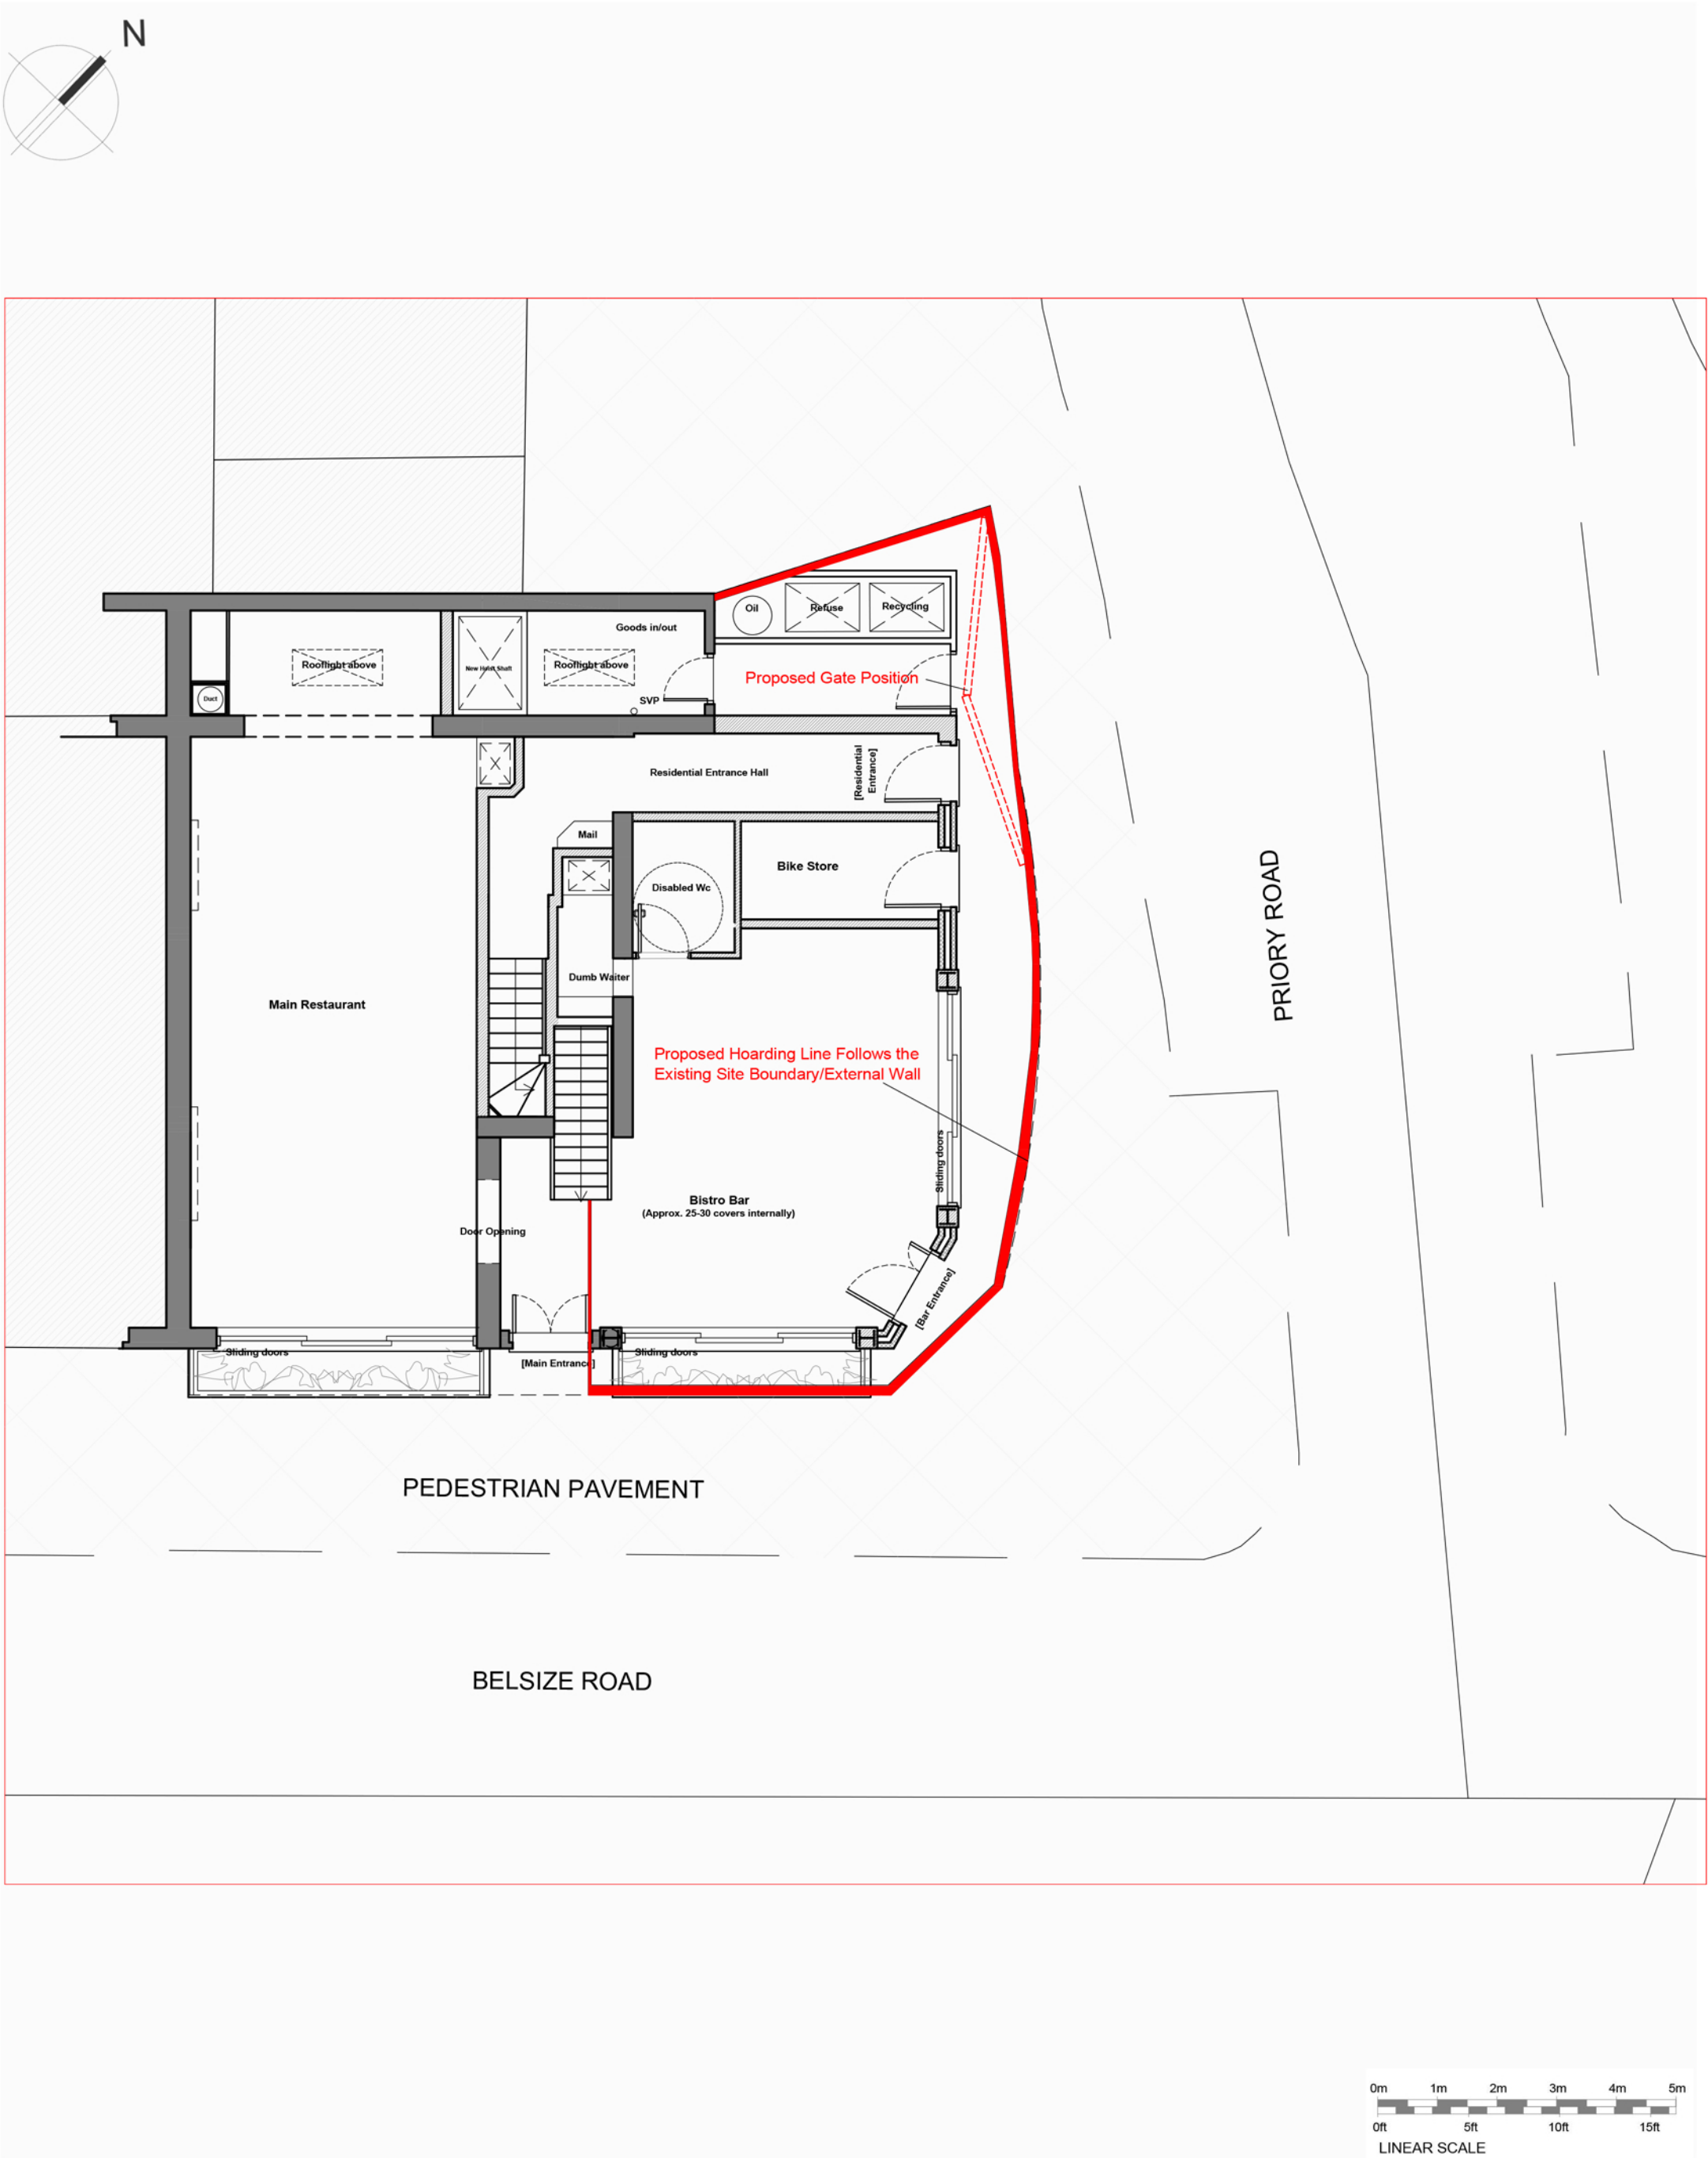 N
Oil
Refuse
Recycling
Goods in/out
Rooflight above
New Hoist Shaft
Rooflight above
Duct
SVP
Proposed Gate Position
Residential Entrance Hall
[Residential
Entrance]
Mail
Bike Store
Disabled Wc
Dumb Waiter
Main Restaurant
PRIORY ROAD
Proposed Hoarding Line Follows the
Existing Site Boundary/External Wall
Sliding doors
Bistro Bar
(Approx. 25-30 covers internally)
Door Opening
[Bar Entrance]
Sliding doors
[Main Entrance]
Sliding doors
PEDESTRIAN PAVEMENT
BELSIZE ROAD
0m 1m 2m 3m 4m 5m
0ft 5ft 10ft 15ft
LINEAR SCALE